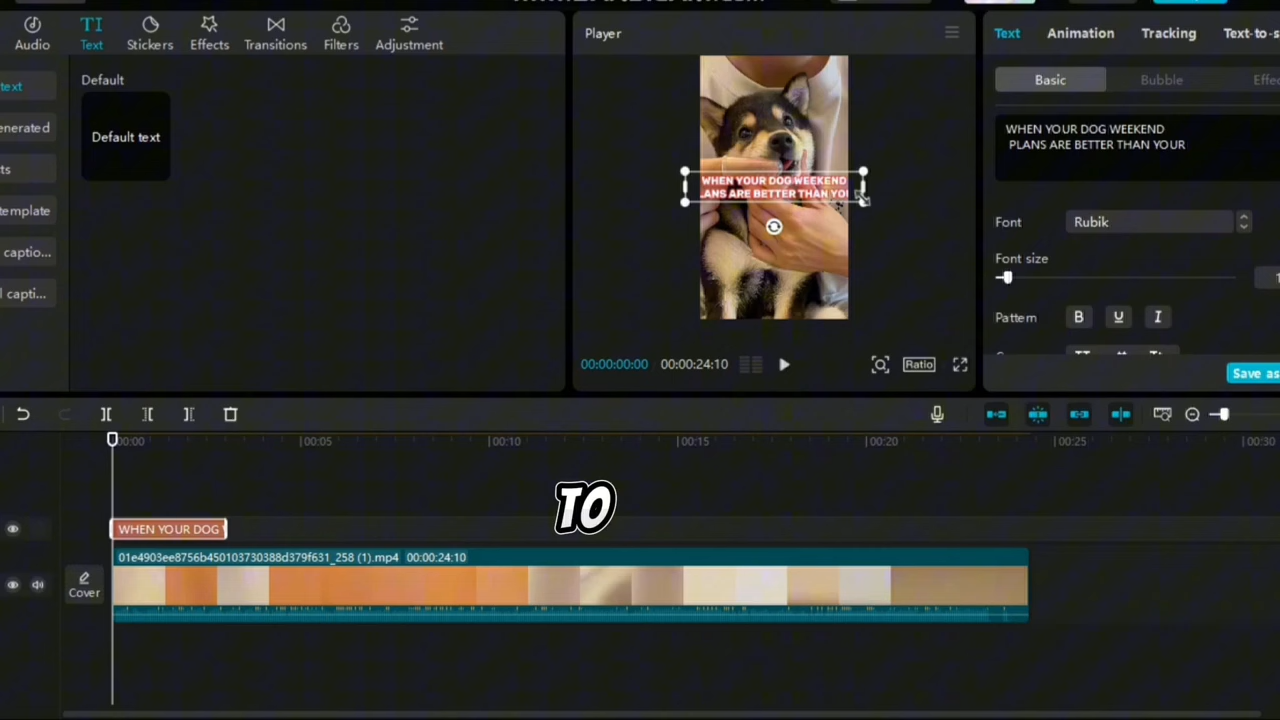 Audio
Text
Stickers
Effects
Transitions
Filters
Adjustment
text
enerated
ts
template
captio...
l capti...
Default
Default text
Player
WHEN YOUR DOG WEEKEND
LANS ARE BETTER THAN YOU
00:00:00:00
00:00:24:10
Ratio
Text
Animation
Tracking
Text-to-s
Basic
Bubble
Effe
WHEN YOUR DOG WEEKEND
PLANS ARE BETTER THAN YOUR
Font
Rubik
Font size
1
Pattern
B U I
Save as
00:00
00:05
00:10
00:15
00:20
00:25
00:30
TO
WHEN YOUR DOG
01e4903ee8756b450103730388d379f631_258 (1).mp4 00:00:24:10
Cover